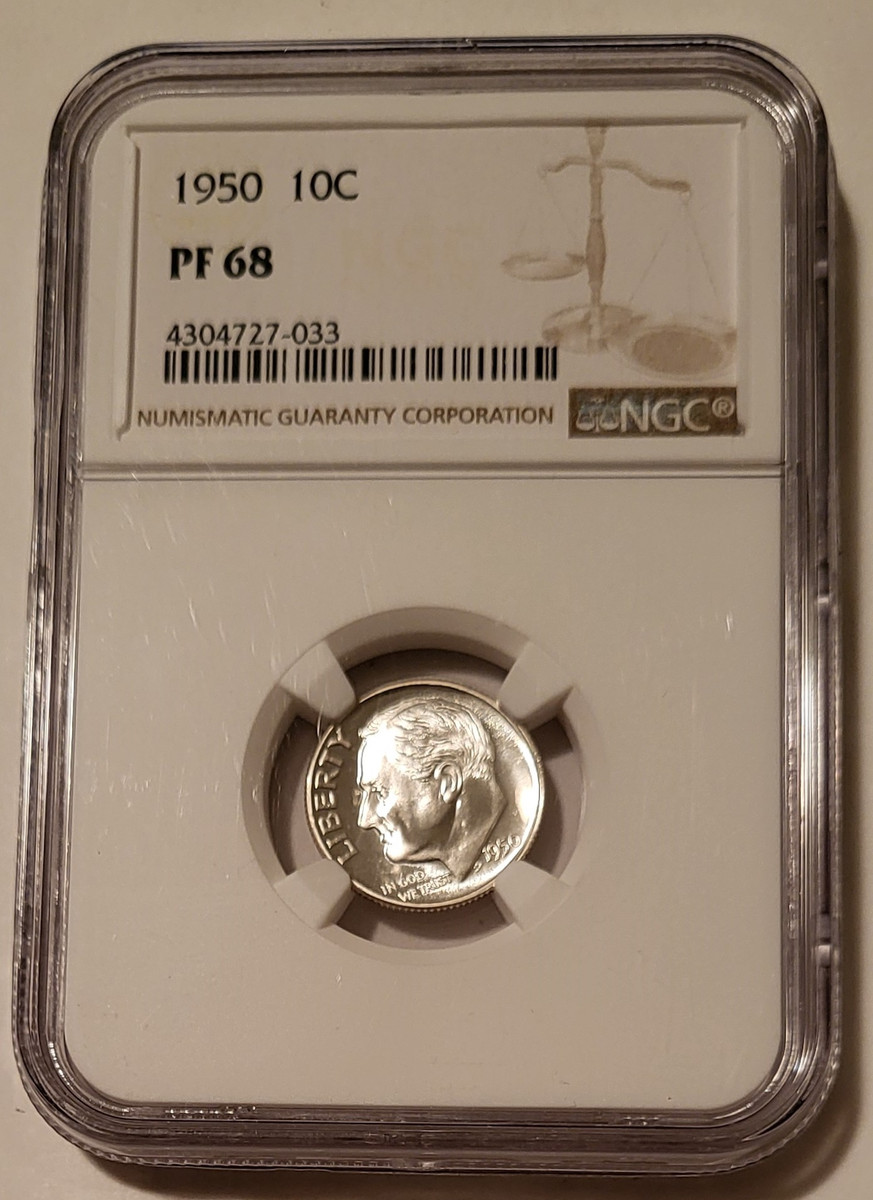 1950 10C
PF 68
4304727-033
NUMISMATIC GUARANTY CORPORATION
NGC®
LIBERTY
IN GOD
WE TRUST
1950